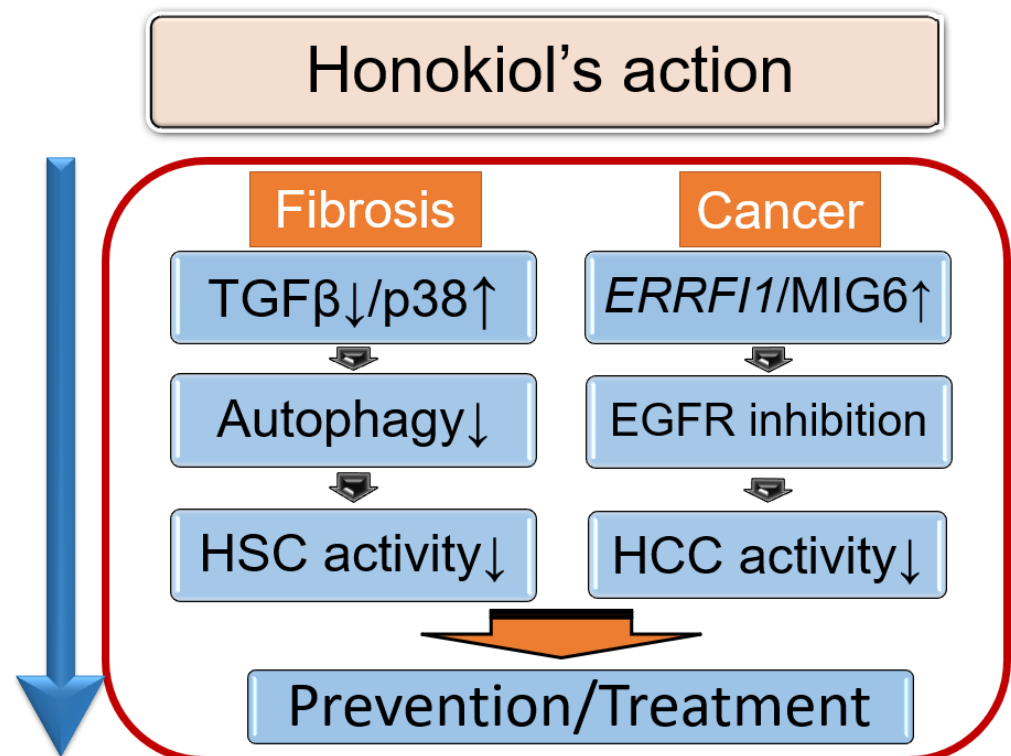 Honokiol’s action
Fibrosis
TGFβ↓/p38↑
Autophagy↓
HSC activity↓
Cancer
ERRFI1/MIG6↑
EGFR inhibition
HCC activity↓
Prevention/Treatment